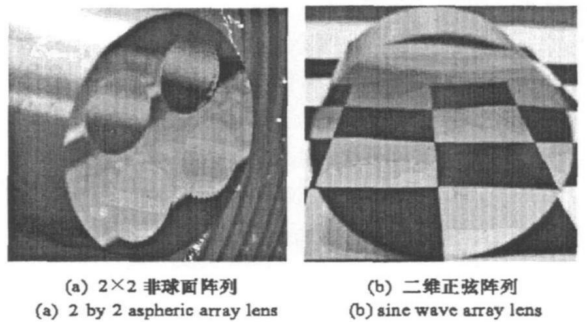 (a) 2×2 非球面阵列
(a) 2 by 2 aspheric array lens
(b) 二维正弦阵列
(b) sine wave array lens